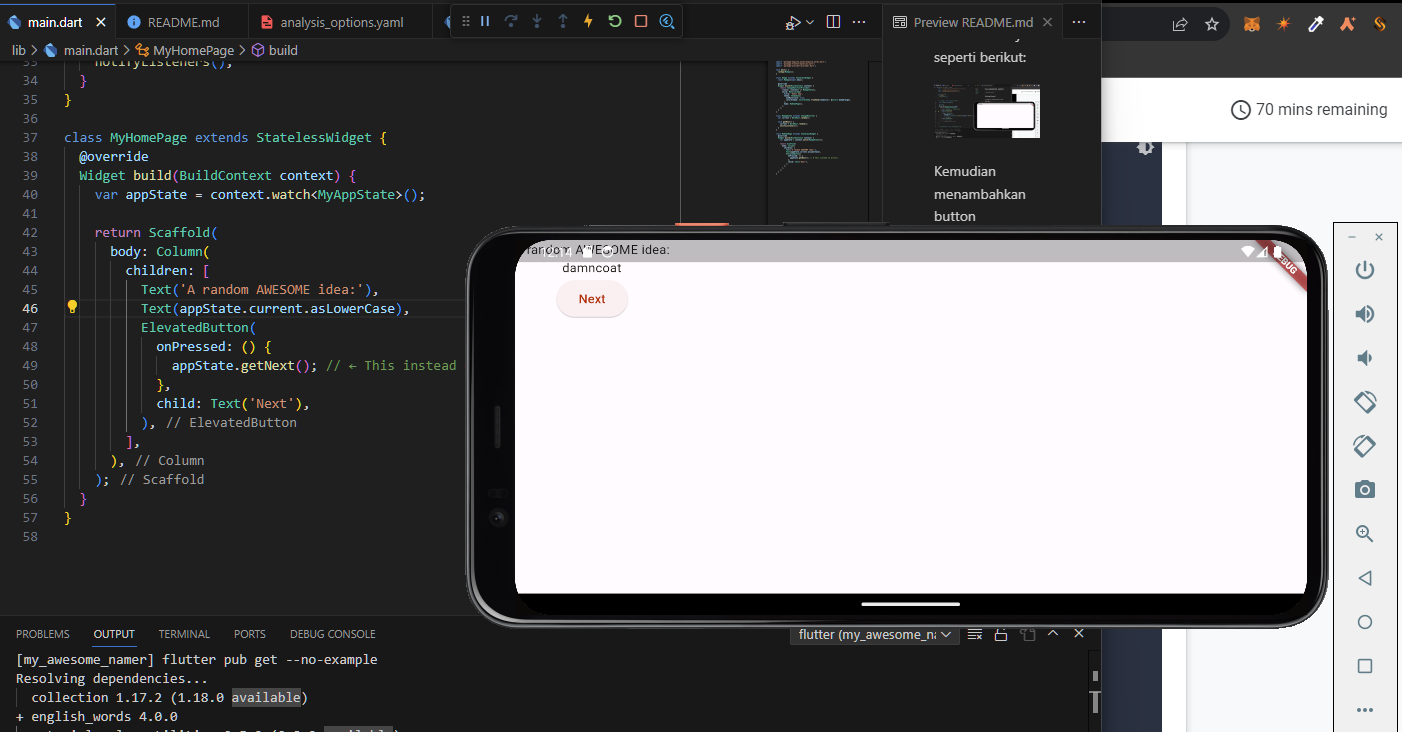 main.dart
README.md
analysis_options.yaml
Preview README.md
lib > main.dart > MyHomePage > build
33 notifyListeners();
34 }
35 }
36
37 class MyHomePage extends StatelessWidget {
38 @override
39 Widget build(BuildContext context) {
40 var appState = context.watch<MyAppState>();
41
42 return Scaffold(
43 body: Column(
44 children: [
45 Text('A random AWESOME idea:'),
46 Text(appState.current.asLowerCase),
47 ElevatedButton(
48 onPressed: () {
49 appState.getNext(); // ← This instead
50 },
51 child: Text('Next'),
52 ), // ElevatedButton
53 ],
54 ), // Column
55 ); // Scaffold
56 }
57 }
58
seperti berikut:
Kemudian
menambahkan
button
70 mins remaining
random AWESOME idea:
12:14
DEBUG
damncoat
Next
PROBLEMS
OUTPUT
TERMINAL
PORTS
DEBUG CONSOLE
flutter (my_awesome_na
[my_awesome_namer] flutter pub get --no-example
Resolving dependencies...
collection 1.17.2 (1.18.0 available)
+ english_words 4.0.0